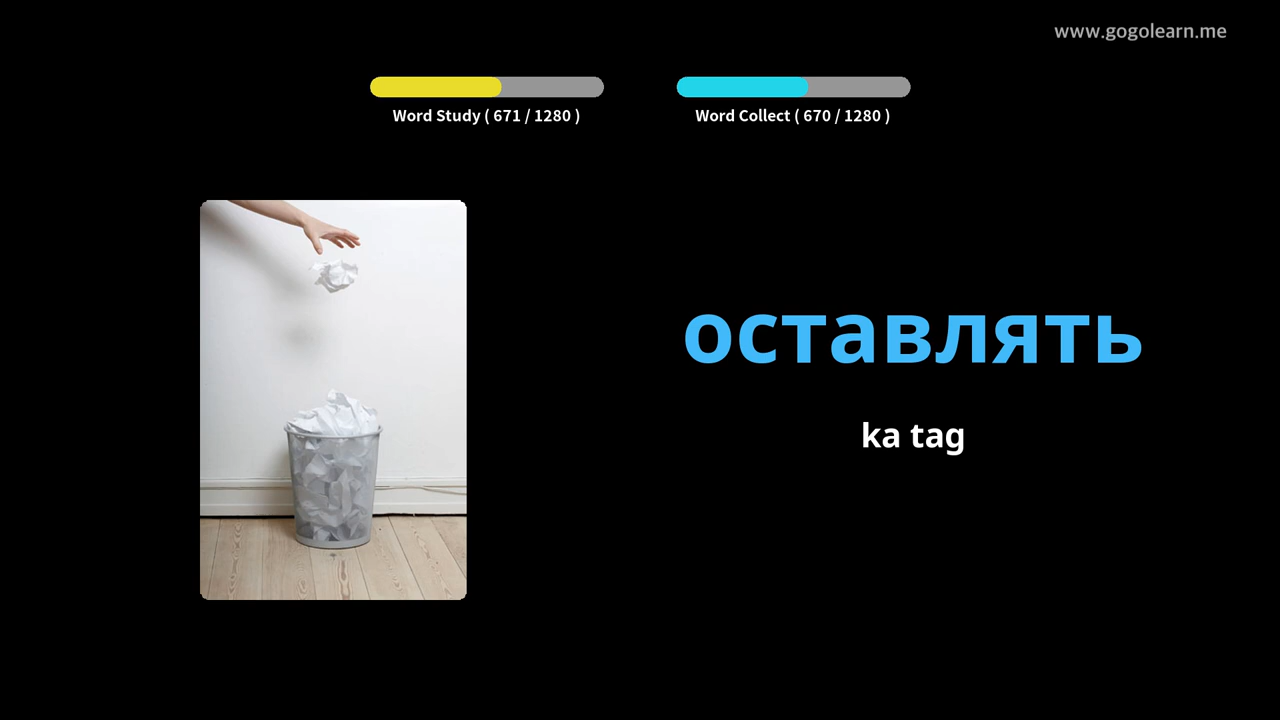 www.gogolearn.me
Word Study ( 671 / 1280 )
Word Collect ( 670 / 1280 )
оставлять
ka tag